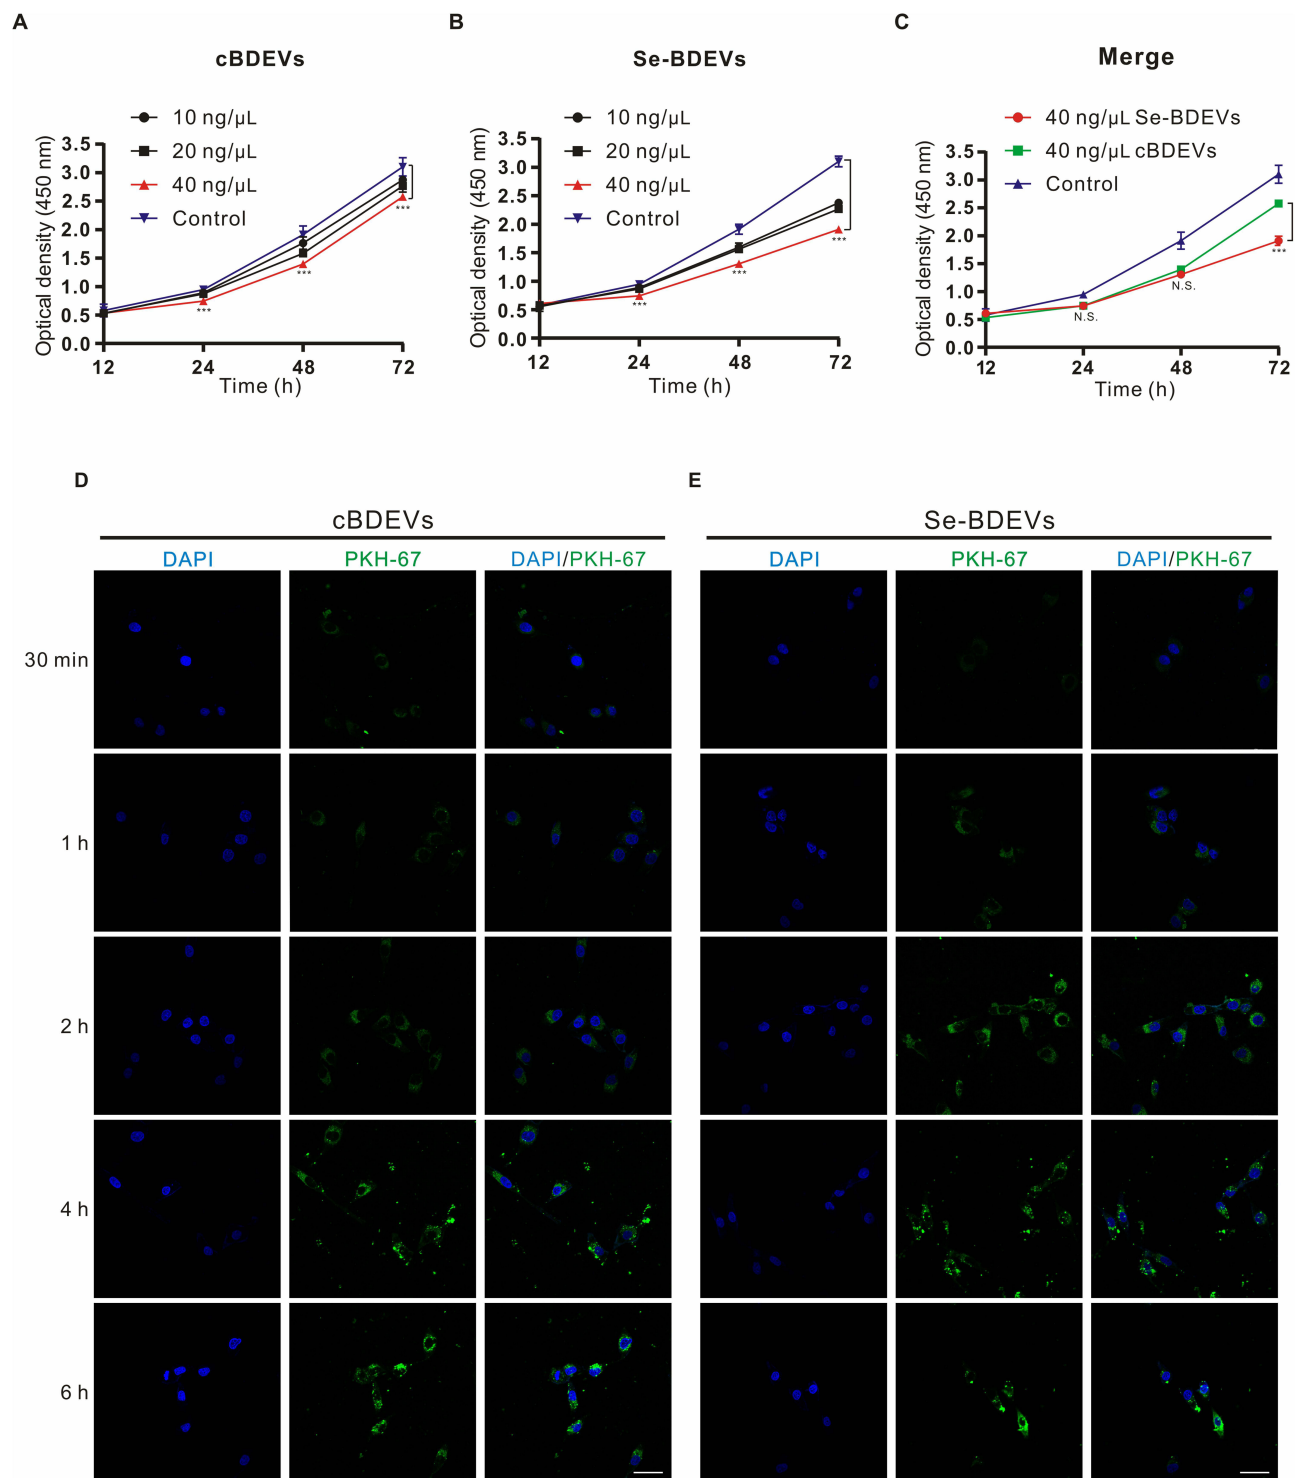 A
cBDEVs
10 ng/μL
20 ng/μL
40 ng/μL
Control
Optical density (450 nm)
3.5
3.0
2.5
2.0
1.5
1.0
0.5
0.0
***
***
***
12 24 48 72
Time (h)
B
Se-BDEVs
10 ng/μL
20 ng/μL
40 ng/μL
Control
Optical density (450 nm)
3.5
3.0
2.5
2.0
1.5
1.0
0.5
0.0
***
***
***
12 24 48 72
Time (h)
C
Merge
40 ng/μL Se-BDEVs
40 ng/μL cBDEVs
Control
Optical density (450 nm)
3.5
3.0
2.5
2.0
1.5
1.0
0.5
0.0
N.S.
N.S.
***
12 24 48 72
Time (h)
D
cBDEVs
DAPI PKH-67 DAPI/PKH-67
E
Se-BDEVs
DAPI PKH-67 DAPI/PKH-67
30 min
1 h
2 h
4 h
6 h